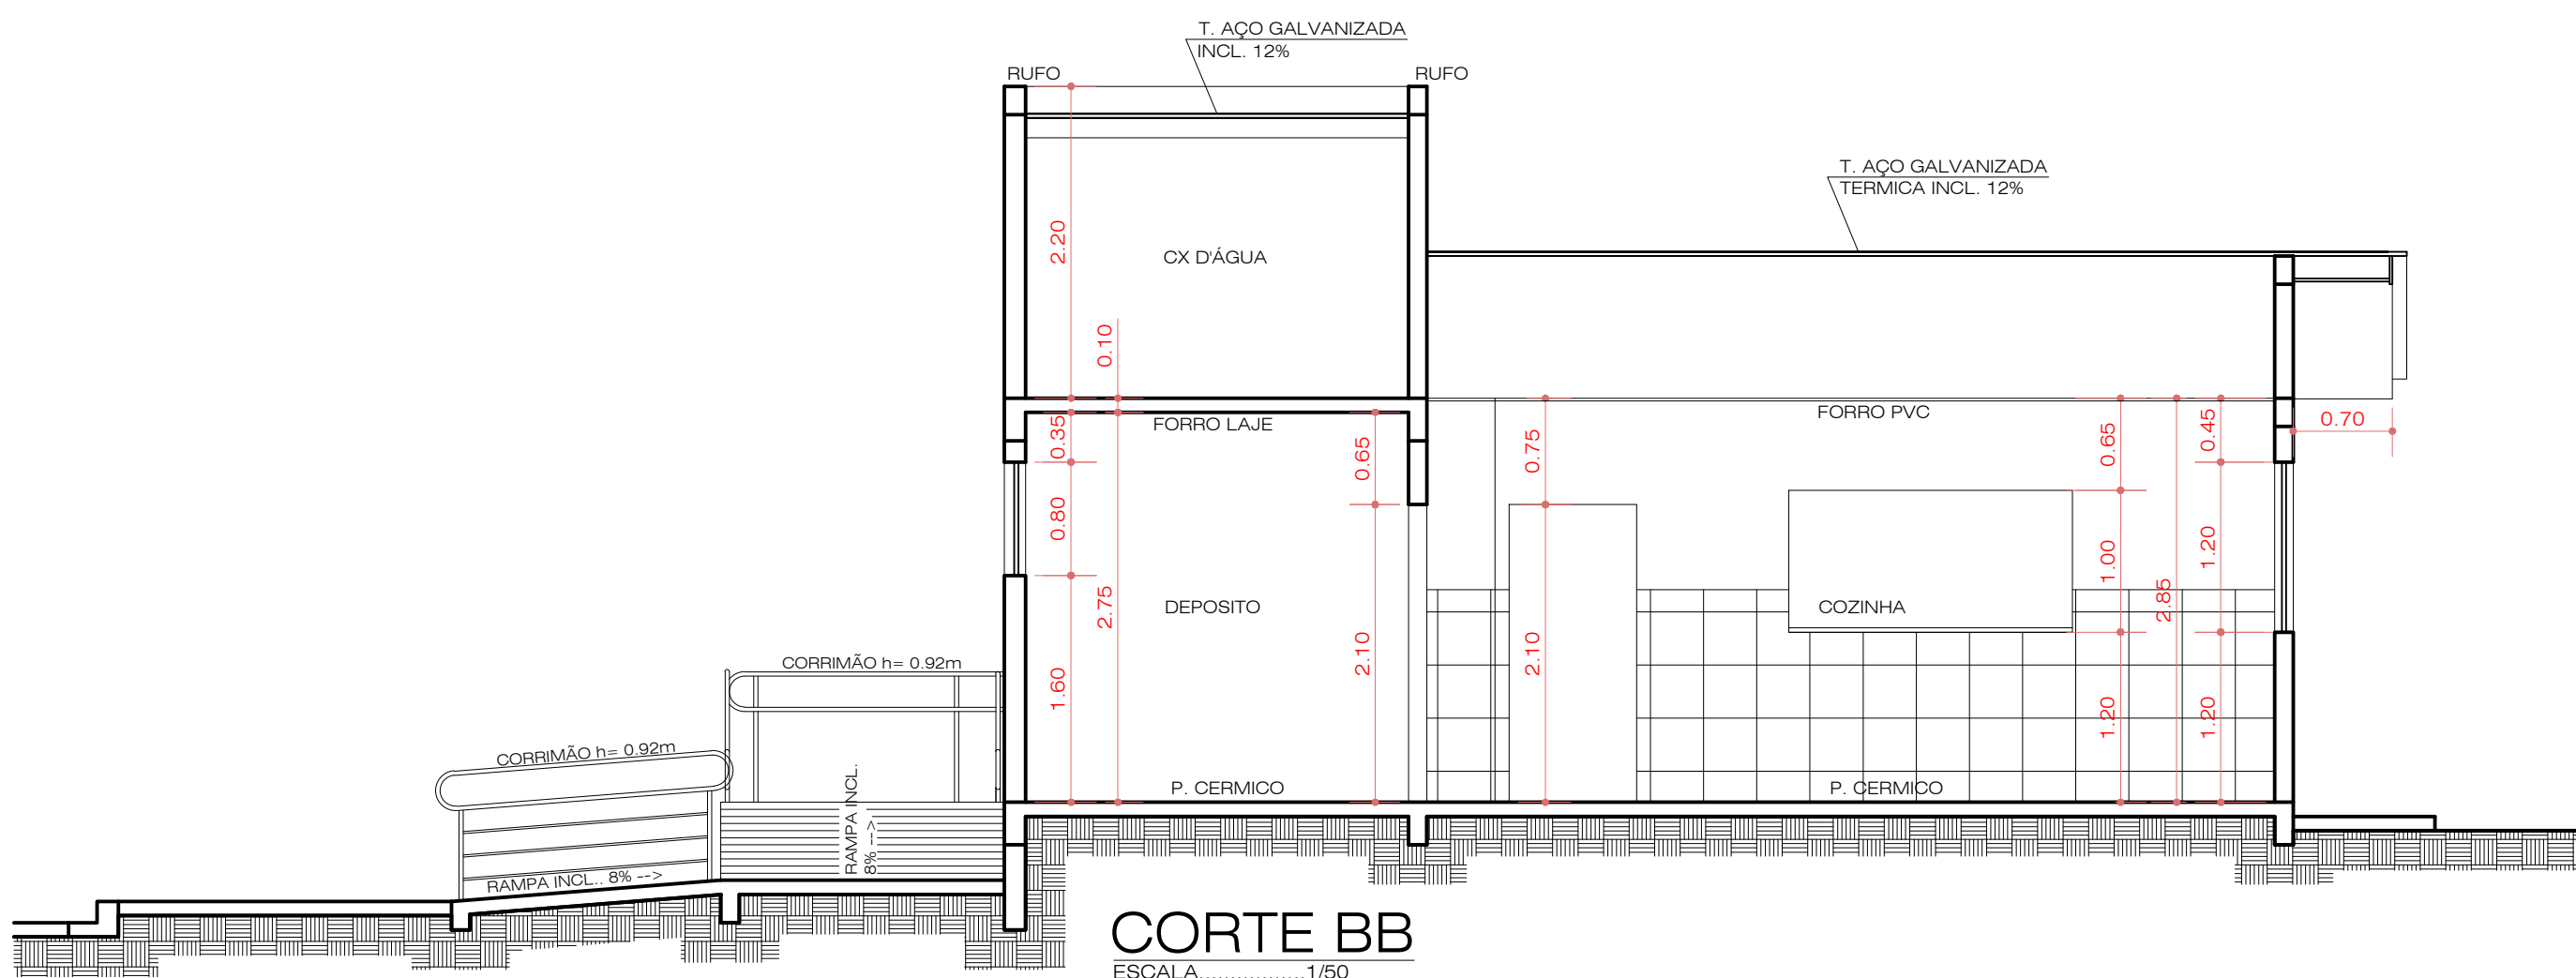 T. AÇO GALVANIZADA
INCL. 12%
RUFO
RUFO
T. AÇO GALVANIZADA
TERMICA INCL. 12%
2.20
CX D'ÁGUA
0.10
FORRO LAJE
FORRO PVC
0.35
0.65
0.75
0.65
0.45
0.70
0.80
1.00
1.20
2.75
2.85
DEPOSITO
COZINHA
1.60
2.10
2.10
1.20
1.20
CORRIMÃO h= 0.92m
CORRIMÃO h= 0.92m
P. CERMICO
P. CERMICO
RAMPA INCL.
8% -->
RAMPA INCL.. 8% -->
CORTE BB
ESCALA.................1/50